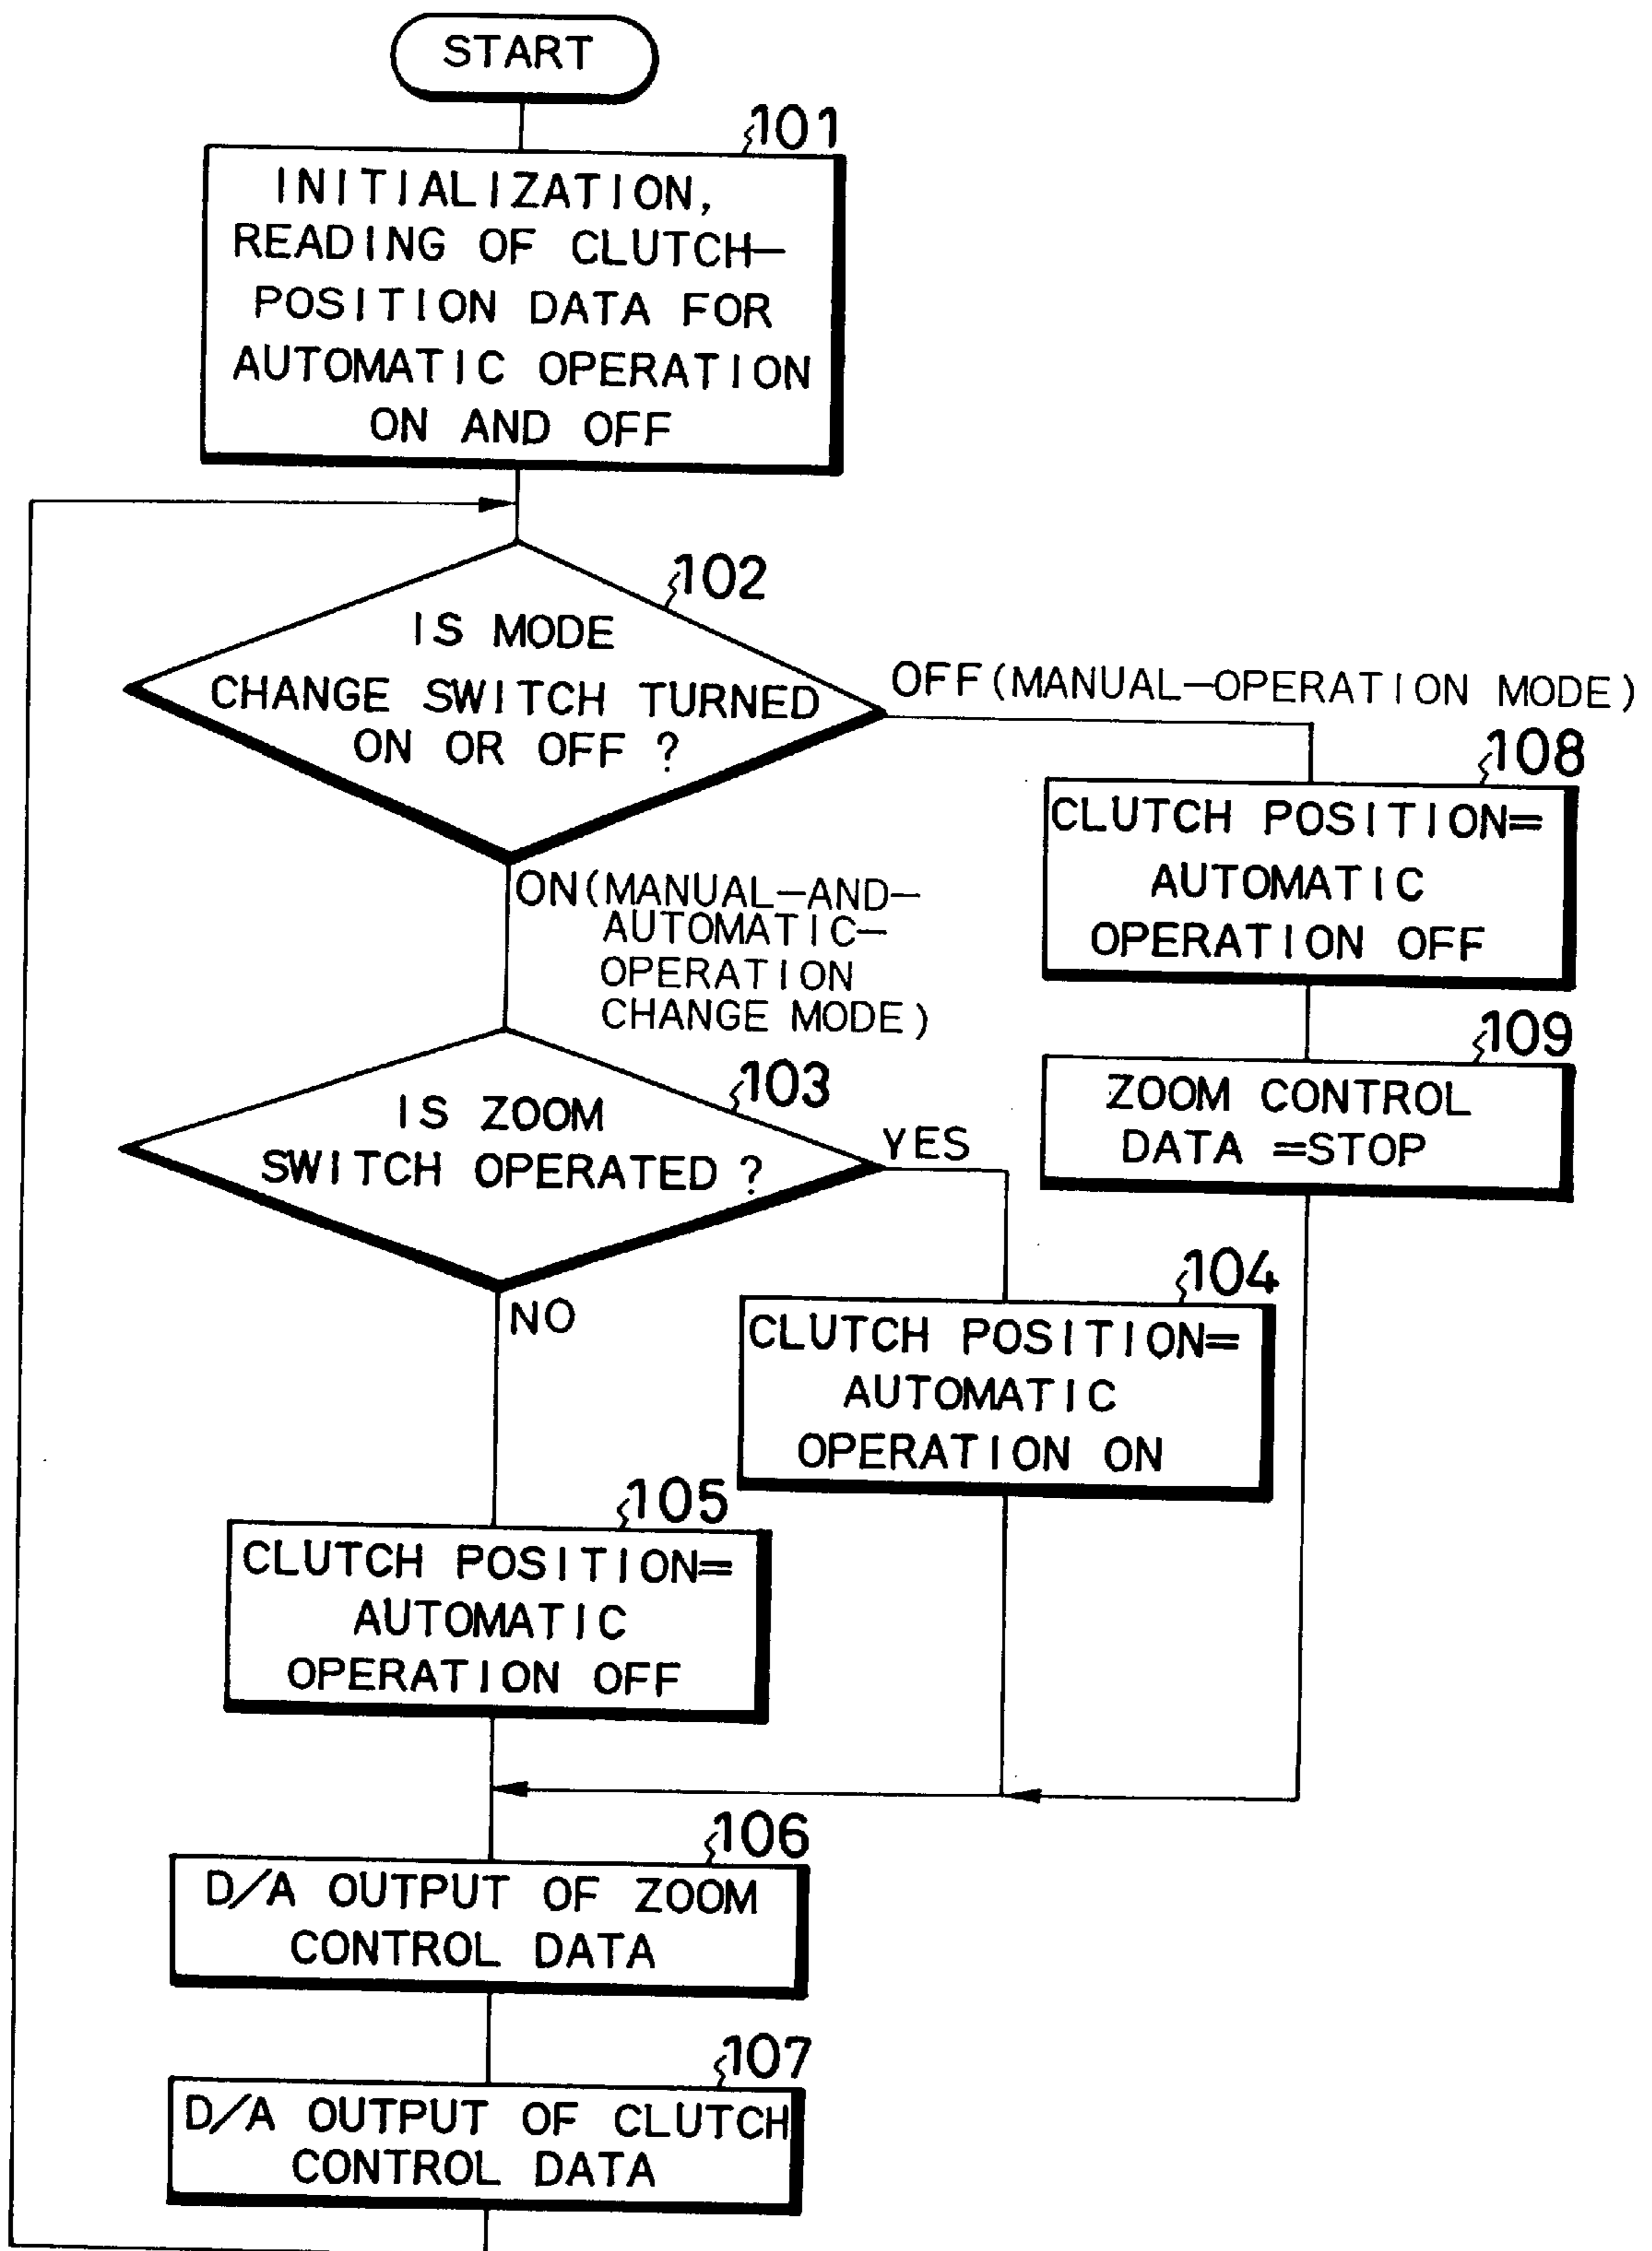 START
101
INITIALIZATION,
READING OF CLUTCH—
POSITION DATA FOR
AUTOMATIC OPERATION
ON AND OFF
102
IS MODE
CHANGE SWITCH TURNED
ON OR OFF ?
OFF(MANUAL—OPERATION MODE)
108
CLUTCH POSITION=
AUTOMATIC
OPERATION OFF
ON(MANUAL—AND—
AUTOMATIC—
OPERATION
CHANGE MODE)
109
ZOOM CONTROL
DATA =STOP
103
IS ZOOM
SWITCH OPERATED ?
YES
NO
104
CLUTCH POSITION=
AUTOMATIC
OPERATION ON
105
CLUTCH POSITION=
AUTOMATIC
OPERATION OFF
106
D/A OUTPUT OF ZOOM
CONTROL DATA
107
D/A OUTPUT OF CLUTCH
CONTROL DATA